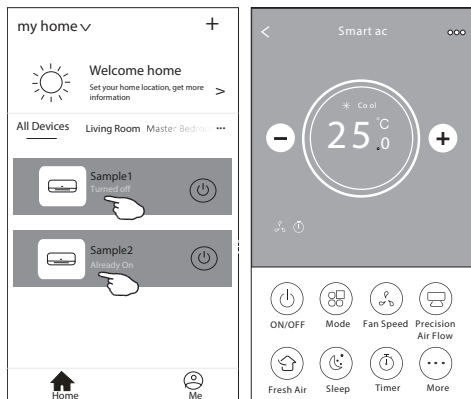 my home
Welcome home
Set your home location, get more
information
All Devices Living Room Master Bedroo
Sample1
Turned off
Sample2
Already On
Home Me
Smart ac
Cool
25.0°C
ON/OFF Mode Fan Speed Precision
Air Flow
Fresh Air Sleep Timer More